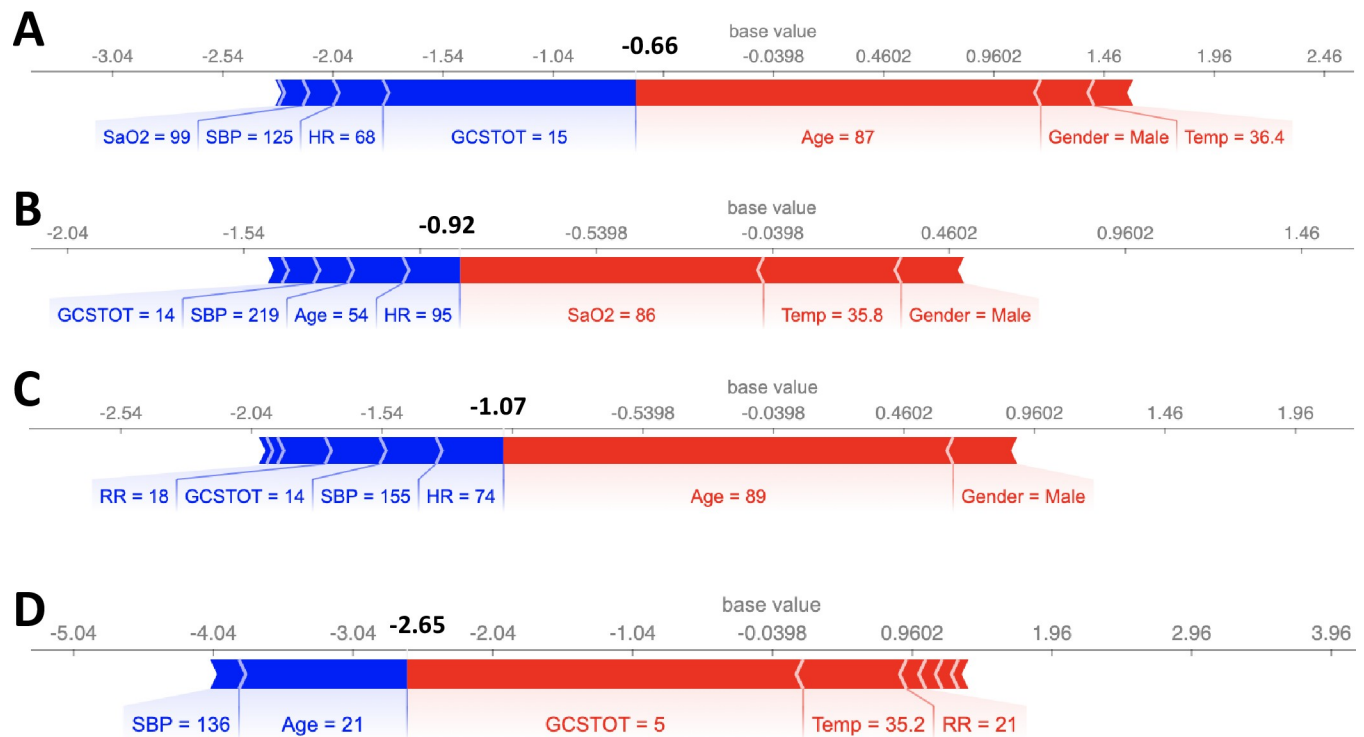 A
base value
-3.04 -2.54 -2.04 -1.54 -1.04 -0.66 -0.0398 0.4602 0.9602 1.46 1.96 2.46
SaO2 = 99 SBP = 125 HR = 68 GCSTOT = 15 Age = 87 Gender = Male Temp = 36.4
B
base value
-2.04 -1.54 -0.92 -0.5398 -0.0398 0.4602 0.9602 1.46
GCSTOT = 14 SBP = 219 Age = 54 HR = 95 SaO2 = 86 Temp = 35.8 Gender = Male
C
base value
-2.54 -2.04 -1.54 -1.07 -0.5398 -0.0398 0.4602 0.9602 1.46 1.96
RR = 18 GCSTOT = 14 SBP = 155 HR = 74 Age = 89 Gender = Male
D
base value
-5.04 -4.04 -3.04 -2.65 -2.04 -1.04 -0.0398 0.9602 1.96 2.96 3.96
SBP = 136 Age = 21 GCSTOT = 5 Temp = 35.2 RR = 21